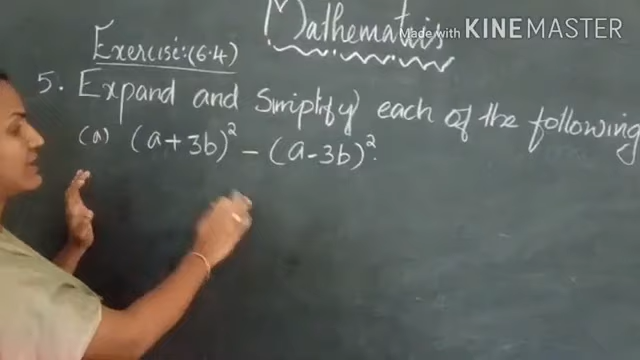 Mathematics
Made with KINEMASTER
Exercise:(6.4)
5. Expand and Simplify each of the following
(a) (a+3b)² - (a-3b)².